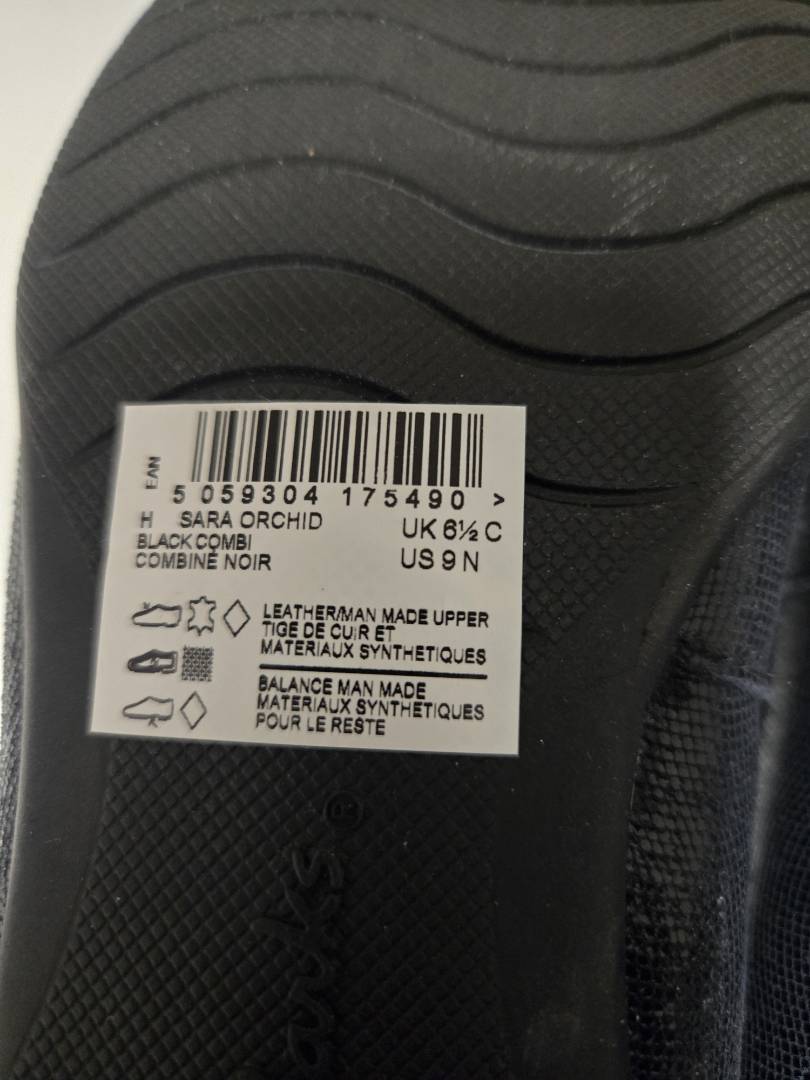 EAN
5 059304 175490 >
H SARA ORCHID UK 6½ C
BLACK COMBI
COMBINÉ NOIR US 9 N
LEATHER/MAN MADE UPPER
TIGE DE CUIR ET
MATERIAUX SYNTHETIQUES
BALANCE MAN MADE
MATERIAUX SYNTHETIQUES
POUR LE RESTE
arks ®